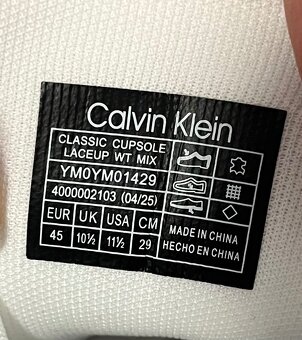 Calvin Klein
CLASSIC CUPSOLE
LACEUP WT MIX
YM0YM01429
4000002103 (04/25)
EUR UK USA CM
45 10½ 11½ 29
MADE IN CHINA
HECHO EN CHINA